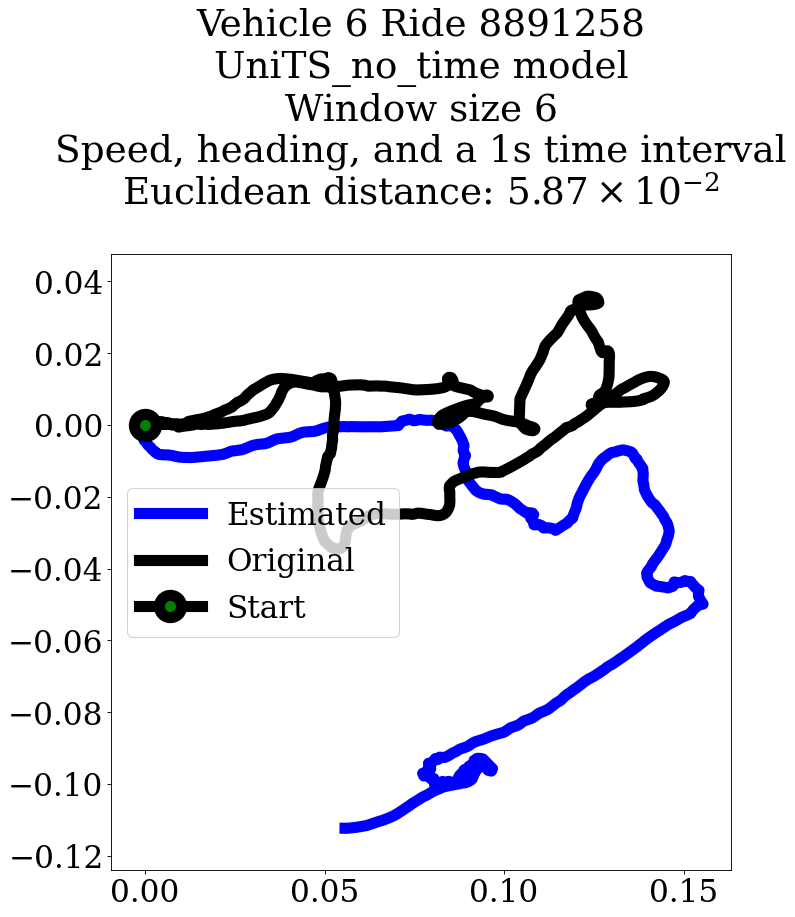 Vehicle 6 Ride 8891258
UniTS_no_time model
Window size 6
Speed, heading, and a 1s time interval
Euclidean distance: 5.87 × 10⁻²
0.04
0.02
0.00
−0.02
−0.04
−0.06
−0.08
−0.10
−0.12
Estimated
Original
Start
0.00 0.05 0.10 0.15